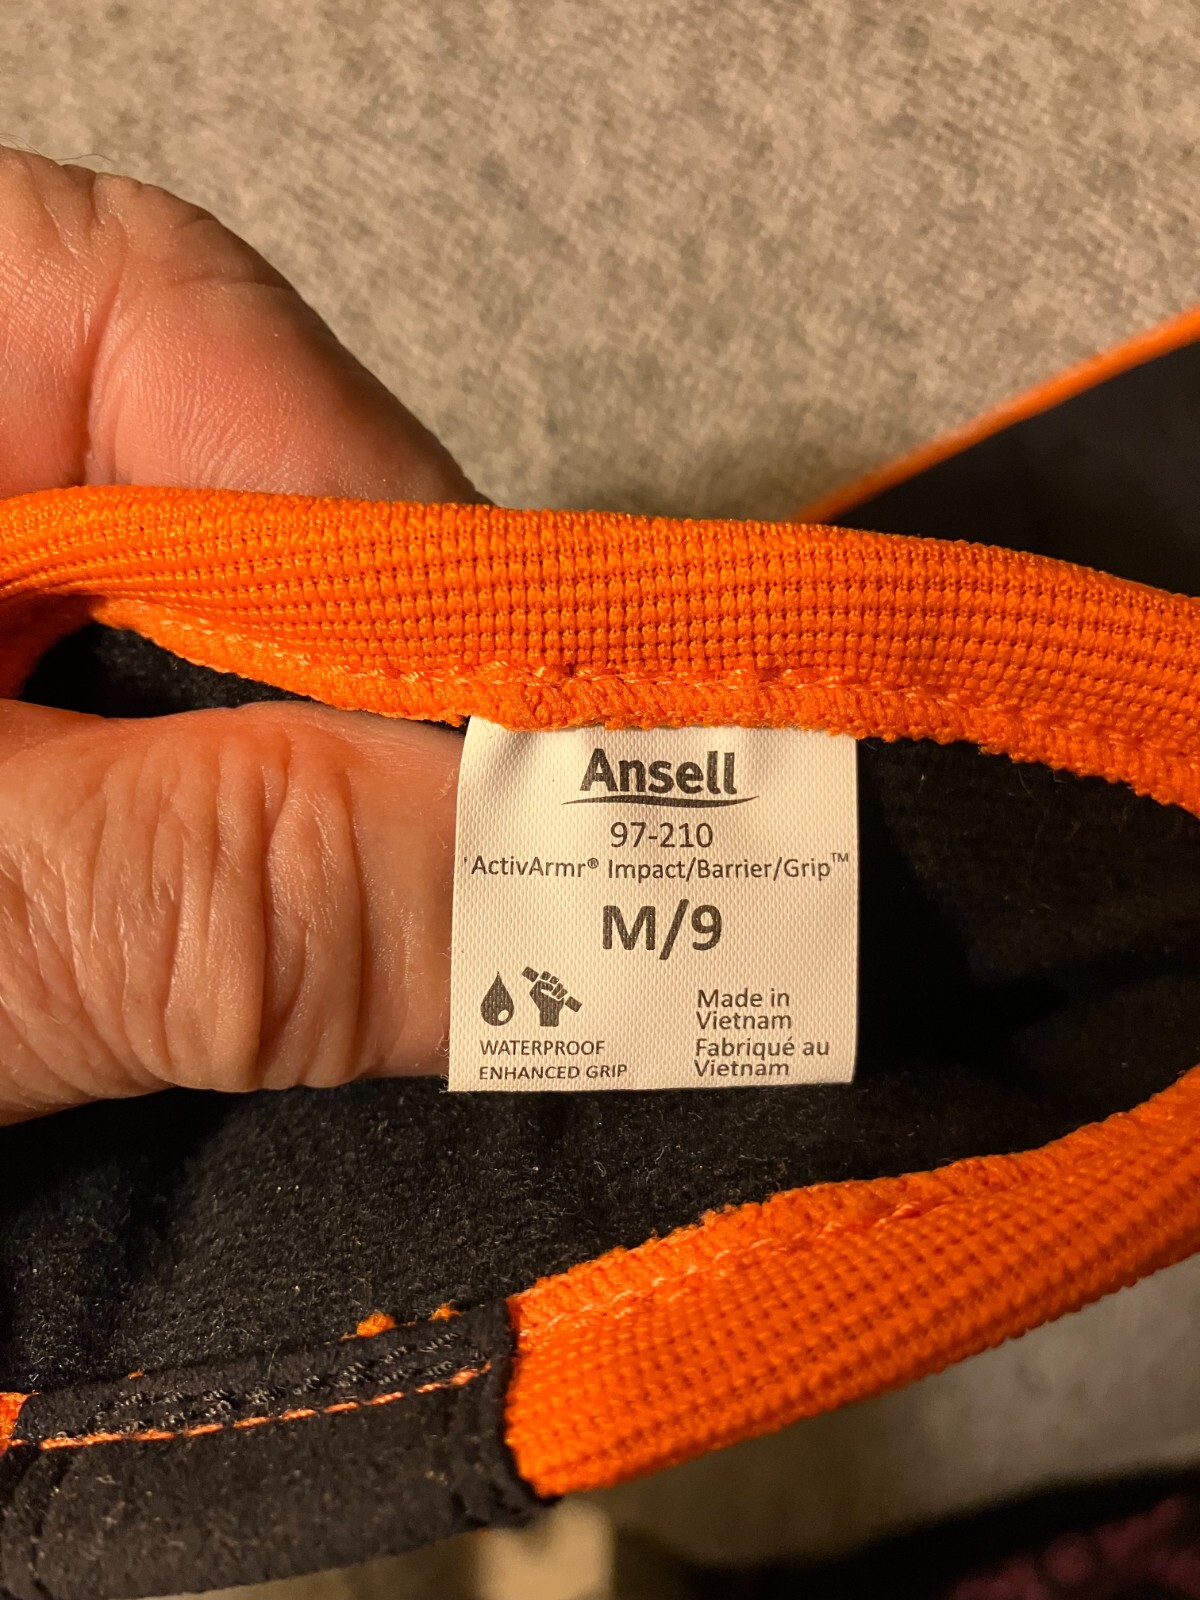 Ansell
97-210
ActivArmr® Impact/Barrier/Grip™
M/9
WATERPROOF
ENHANCED GRIP
Made in
Vietnam
Fabriqué au
Vietnam